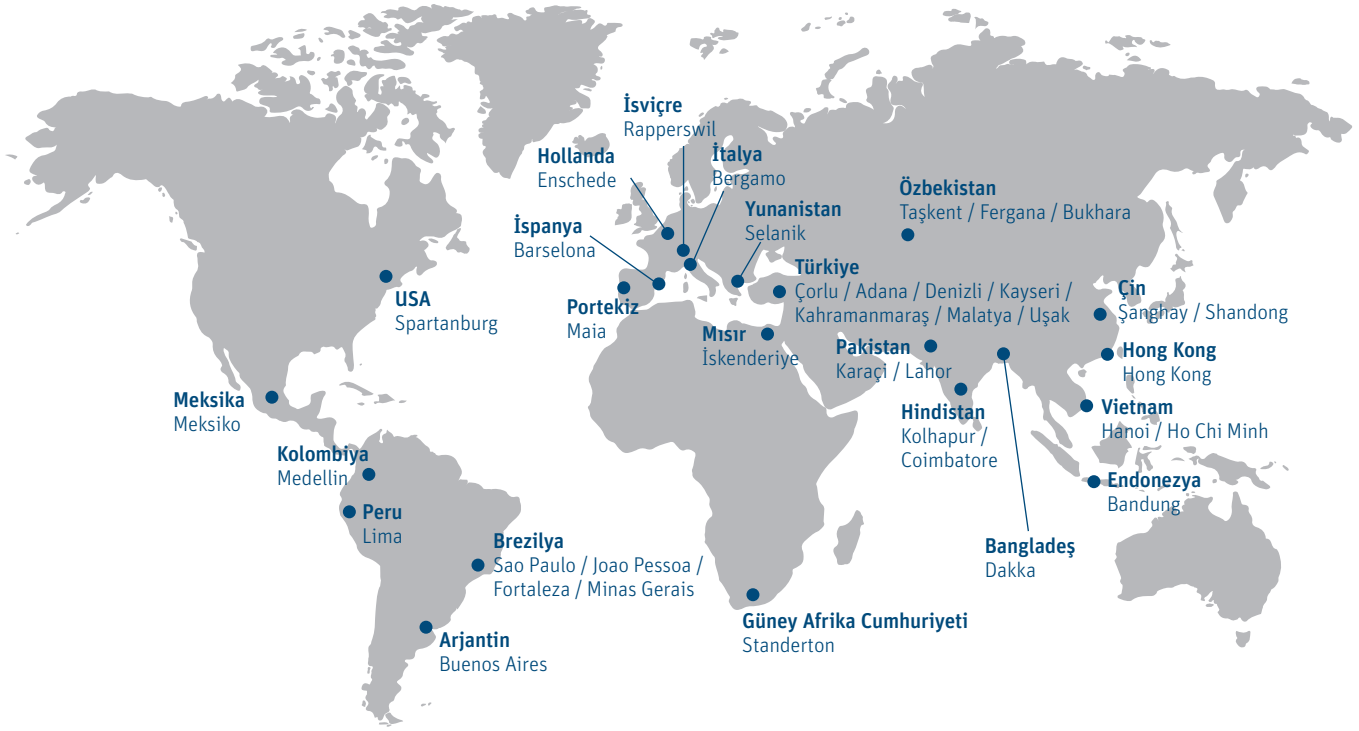 İsviçre
Rapperswil
Hollanda
Enschede
İtalya
Bergamo
Özbekistan
Taşkent / Fergana / Bukhara
Yunanistan
Selanik
İspanya
Barselona
Türkiye
Çorlu / Adana / Denizli / Kayseri /
Kahramanmaraş / Malatya / Uşak
Çin
Şanghay / Shandong
USA
Spartanburg
Portekiz
Maia
Mısır
İskenderiye
Pakistan
Karaçi / Lahor
Hong Kong
Hong Kong
Meksika
Meksiko
Hindistan
Kolhapur /
Coimbatore
Vietnam
Hanoi / Ho Chi Minh
Kolombiya
Medellin
Endonezya
Bandung
Peru
Lima
Brezilya
Sao Paulo / Joao Pessoa /
Fortaleza / Minas Gerais
Bangladeş
Dakka
Güney Afrika Cumhuriyeti
Standerton
Arjantin
Buenos Aires